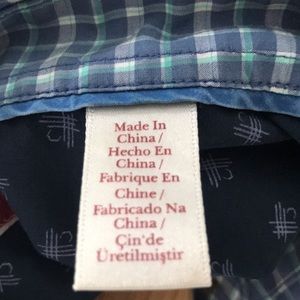 Made In
China /
Hecho En
China /
Fabrique En
Chine /
Fabricado Na
China /
Çin'de
Üretilmiştir